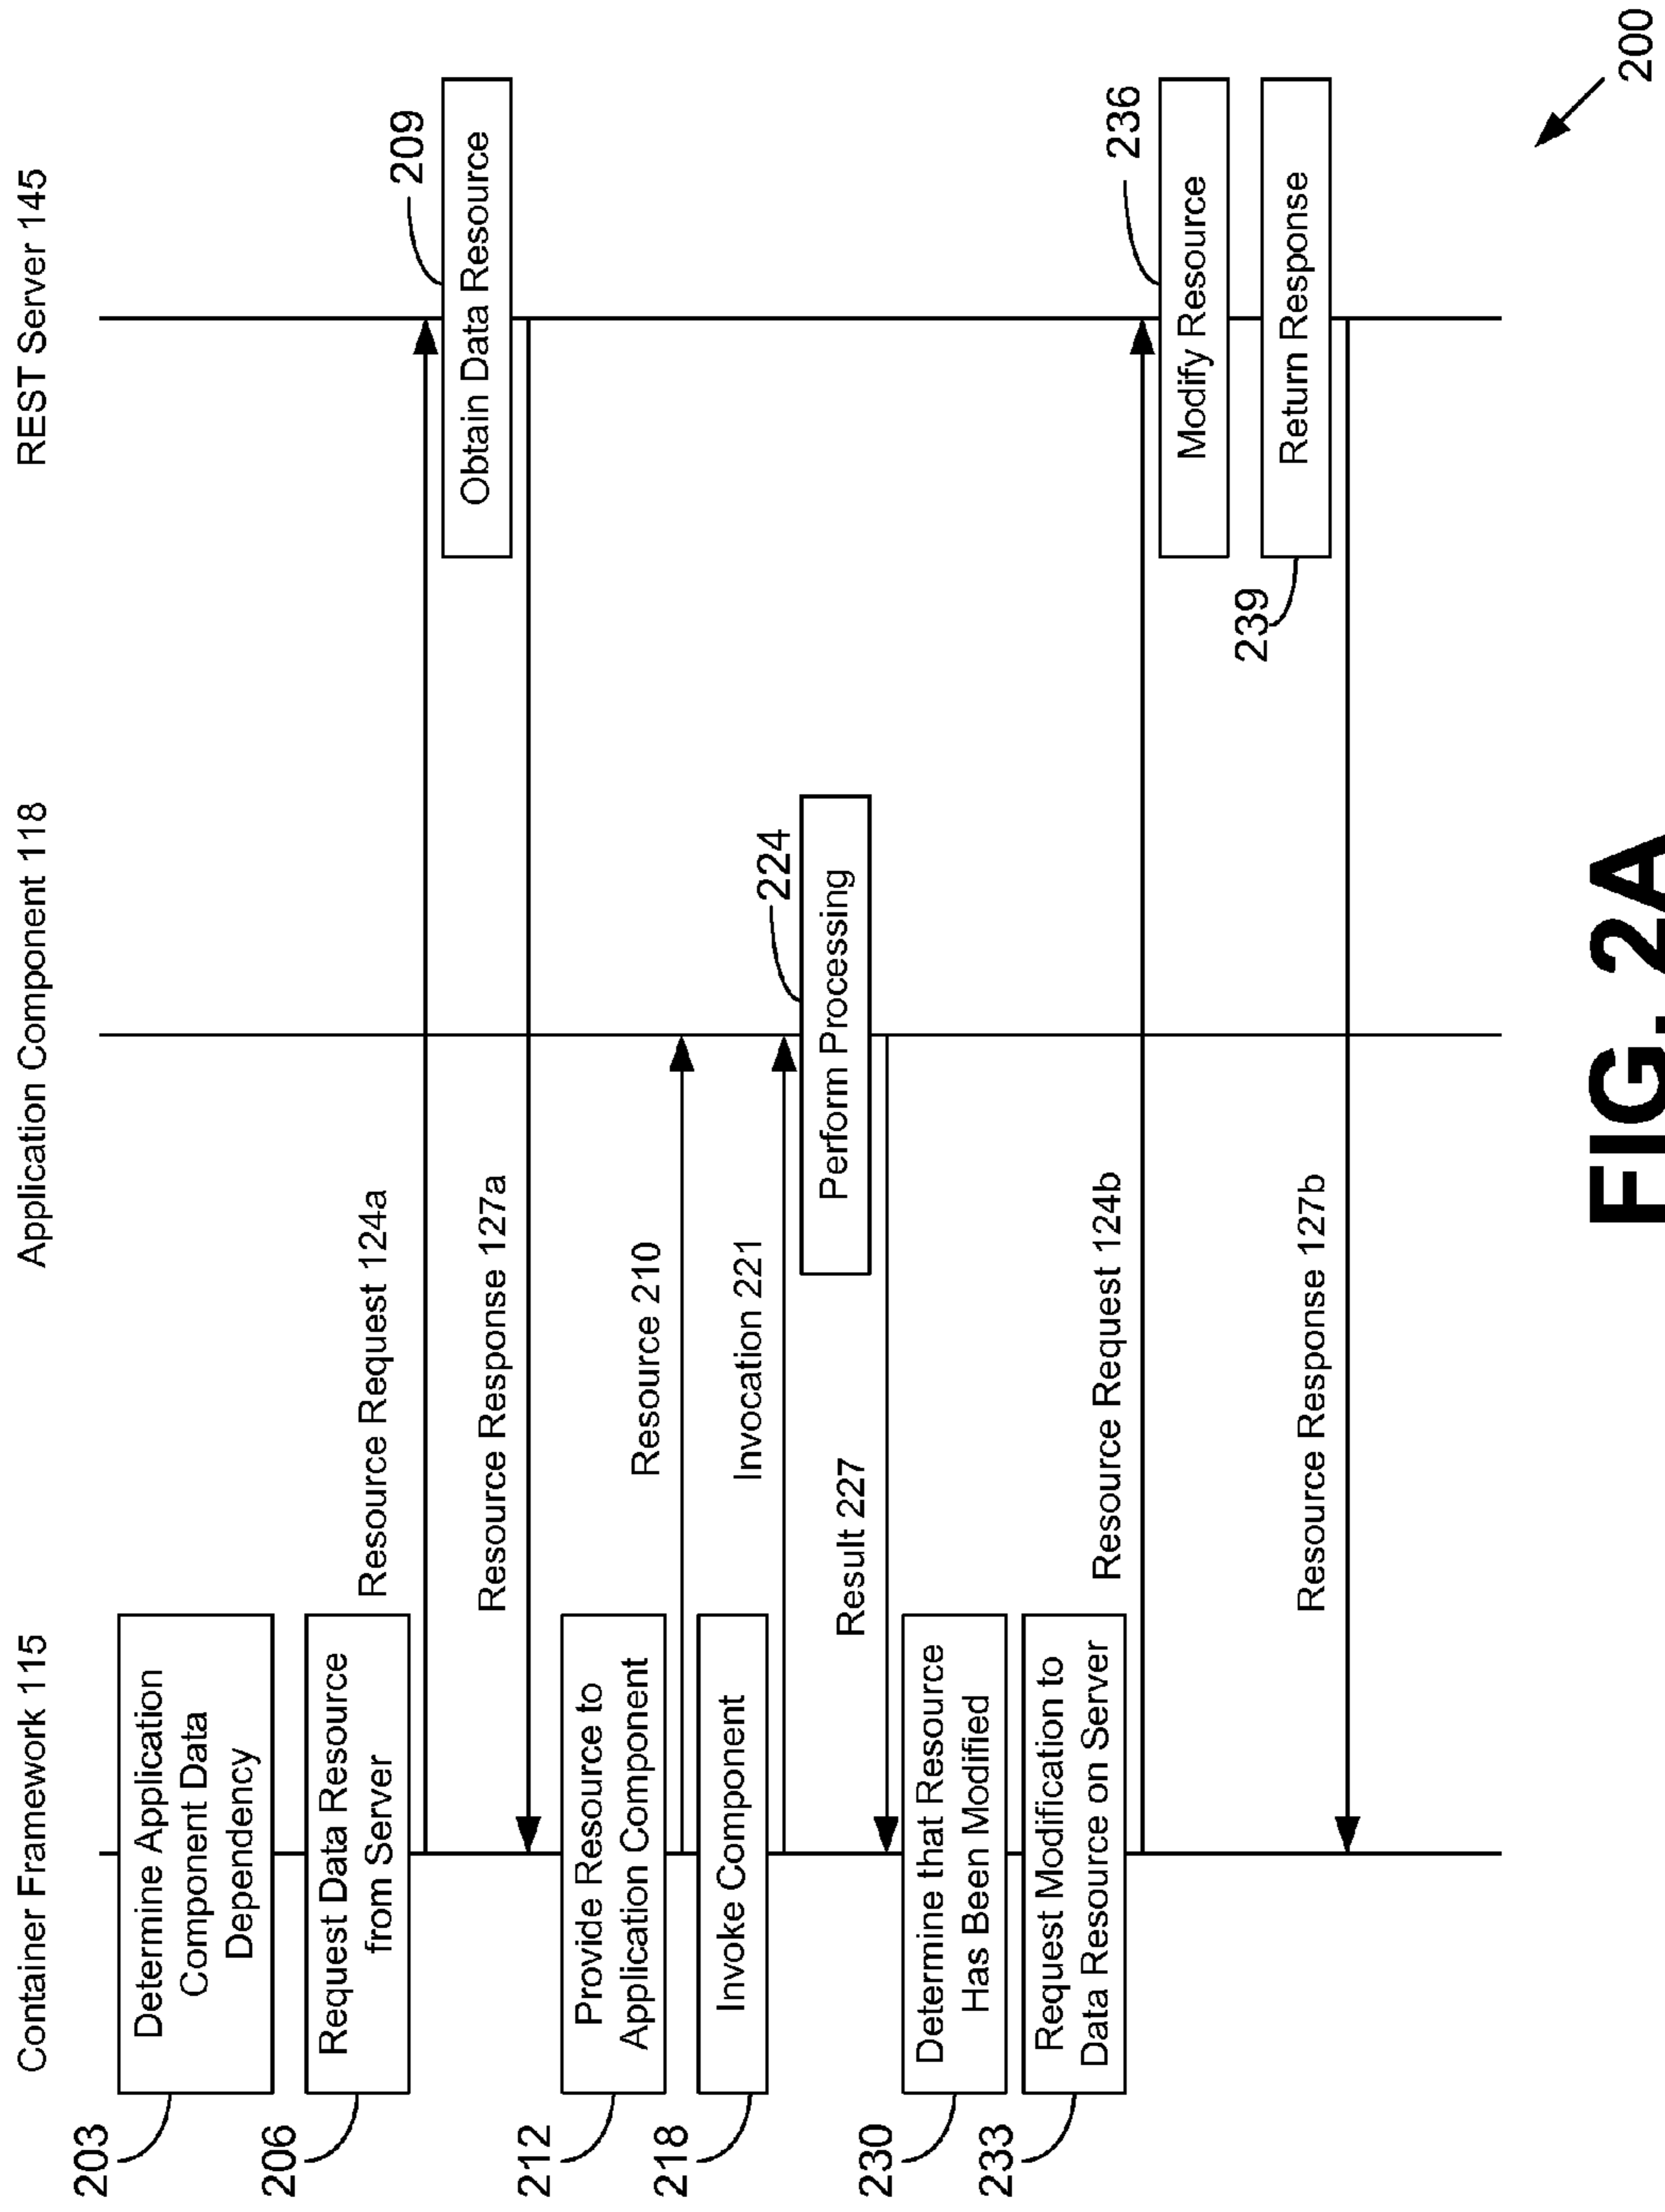 Container Framework 115
Application Component 118
REST Server 145
203
Determine Application
Component Data
Dependency
206
Request Data Resource
from Server
Resource Request 124a
209
Obtain Data Resource
Resource Response 127a
212
Provide Resource to
Application Component
Resource 210
218
Invoke Component
Invocation 221
224
Perform Processing
Result 227
230
Determine that Resource
Has Been Modified
233
Request Modification to
Data Resource on Server
Resource Request 124b
236
Modify Resource
239
Return Response
Resource Response 127b
200
FIG. 2A